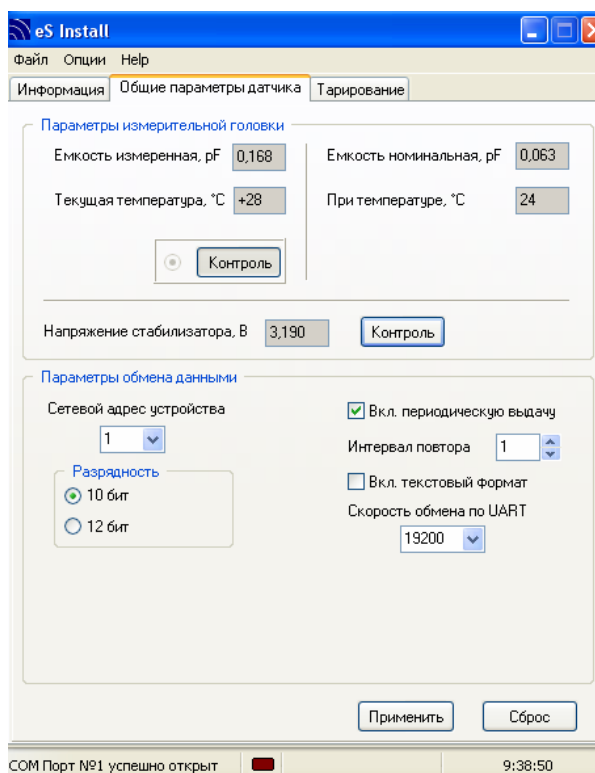 eS Install
Файл Опции Help
Информация Общие параметры датчика Тарирование
Параметры измерительной головки
Емкость измеренная, pF 0,168 Емкость номинальная, pF 0,063
Текущая температура, °C +28 При температуре, °C 24
Контроль
Напряжение стабилизатора, В 3,190 Контроль
Параметры обмена данными
Сетевой адрес устройства
1
Разрядность
10 бит
12 бит
Вкл. периодическую выдачу
Интервал повтора 1
Вкл. текстовый формат
Скорость обмена по UART
19200
Применить Сброс
COM Порт №1 успешно открыт 9:38:50